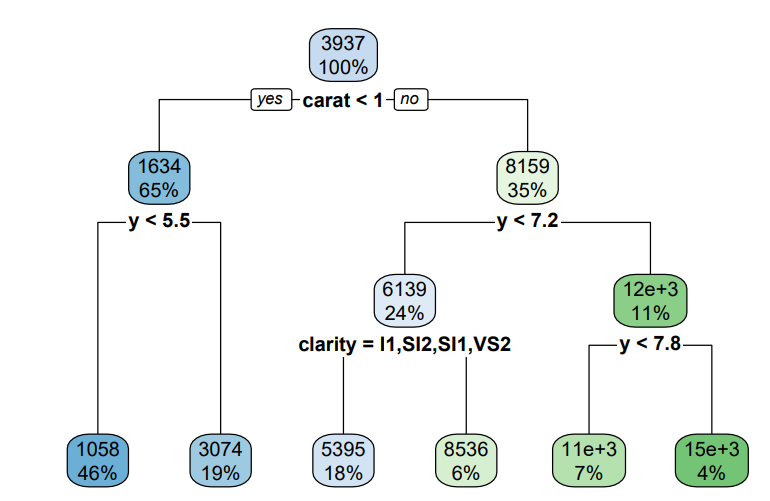 3937
100%
yes carat < 1 no
1634
65%
8159
35%
y < 5.5
y < 7.2
6139
24%
12e+3
11%
clarity = I1,SI2,SI1,VS2
y < 7.8
1058
46%
3074
19%
5395
18%
8536
6%
11e+3
7%
15e+3
4%